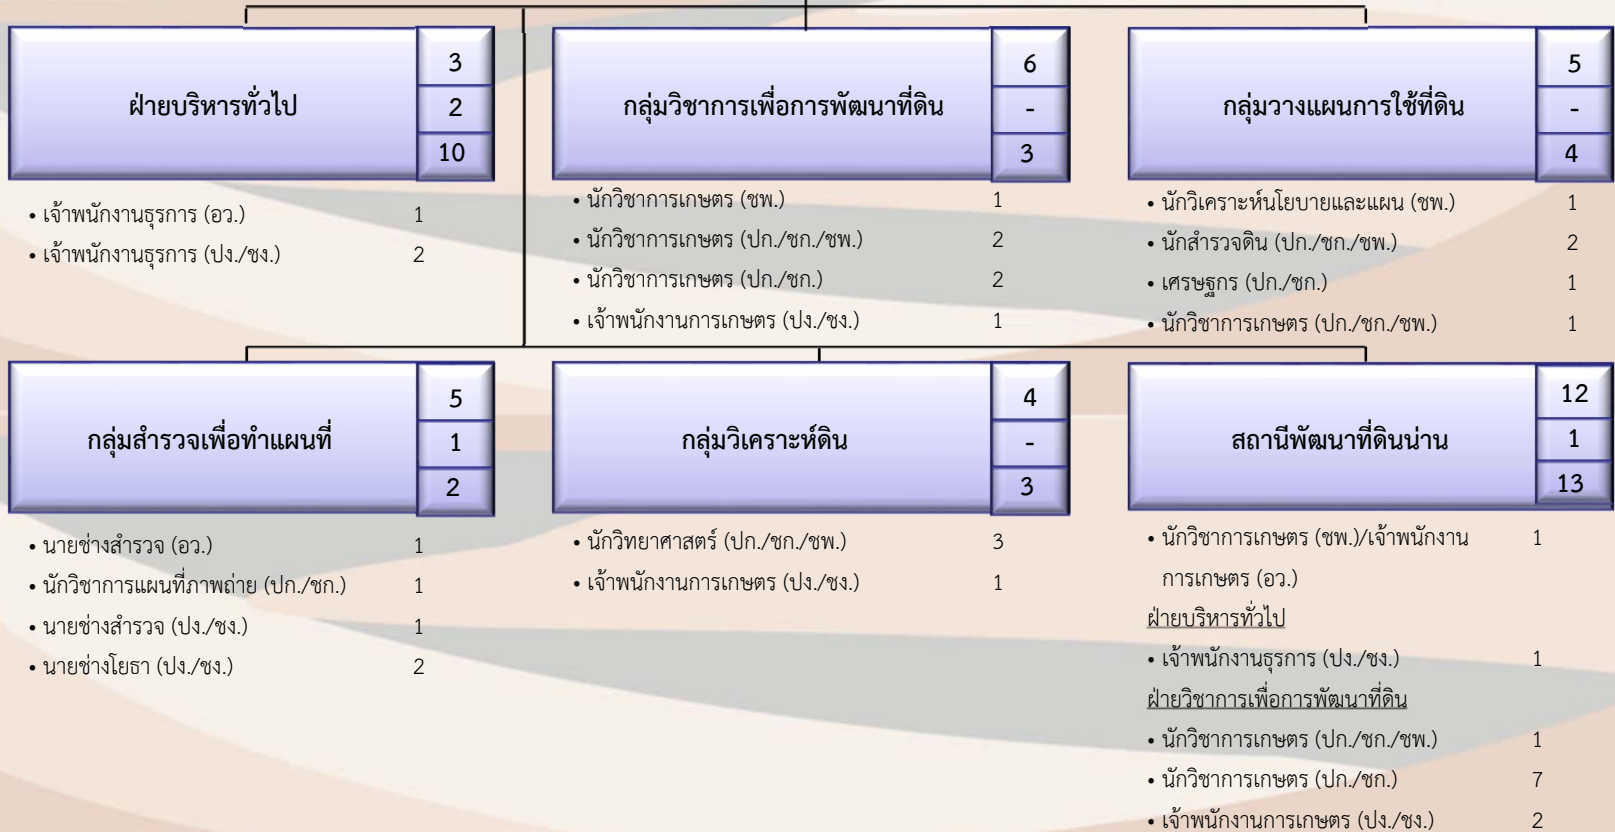 ฝ่ายบริหารทั่วไป
3
2
10
• เจ้าพนักงานธุรการ (อว.) 1
• เจ้าพนักงานธุรการ (ปง./ชง.) 2
กลุ่มวิชาการเพื่อการพัฒนาที่ดิน
6
-
3
• นักวิชาการเกษตร (ชพ.) 1
• นักวิชาการเกษตร (ปก./ชก./ชพ.) 2
• นักวิชาการเกษตร (ปก./ชก.) 2
• เจ้าพนักงานการเกษตร (ปง./ชง.) 1
กลุ่มวางแผนการใช้ที่ดิน
5
-
4
• นักวิเคราะห์นโยบายและแผน (ชพ.) 1
• นักสำรวจดิน (ปก./ชก./ชพ.) 2
• เศรษฐกร (ปก./ชก.) 1
• นักวิชาการเกษตร (ปก./ชก./ชพ.) 1
กลุ่มสำรวจเพื่อทำแผนที่
5
1
2
• นายช่างสำรวจ (อว.) 1
• นักวิชาการแผนที่ภาพถ่าย (ปก./ชก.) 1
• นายช่างสำรวจ (ปง./ชง.) 1
• นายช่างโยธา (ปง./ชง.) 2
กลุ่มวิเคราะห์ดิน
4
-
3
• นักวิทยาศาสตร์ (ปก./ชก./ชพ.) 3
• เจ้าพนักงานการเกษตร (ปง./ชง.) 1
สถานีพัฒนาที่ดินน่าน
12
1
13
• นักวิชาการเกษตร (ชพ.)/เจ้าพนักงาน 1
การเกษตร (อว.)
ฝ่ายบริหารทั่วไป
• เจ้าพนักงานธุรการ (ปง./ชง.) 1
ฝ่ายวิชาการเพื่อการพัฒนาที่ดิน
• นักวิชาการเกษตร (ปก./ชก./ชพ.) 1
• นักวิชาการเกษตร (ปก./ชก.) 7
• เจ้าพนักงานการเกษตร (ปง./ชง.) 2